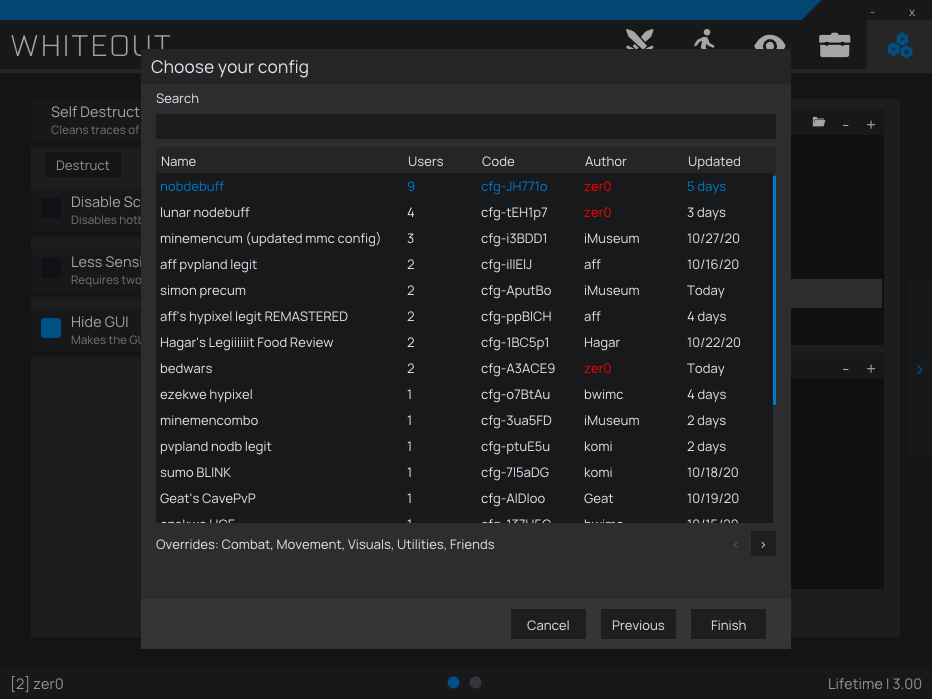 - x
WHITEOUT
Choose your config
Search
Self Destruct
Cleans traces of
Destruct
Disable Sc
Disables hotb
Less Sensi
Requires two
Hide GUI
Makes the GU
- +
- +
Name Users Code Author Updated
nobdebuff 9 cfg-JH771o zer0 5 days
lunar nodebuff 4 cfg-tEH1p7 zer0 3 days
minemencum (updated mmc config) 3 cfg-i3BDD1 iMuseum 10/27/20
aff pvpland legit 2 cfg-illEIJ aff 10/16/20
simon precum 2 cfg-AputBo iMuseum Today
aff's hypixel legit REMASTERED 2 cfg-ppBICH aff 4 days
Hagar's Legiiiiiit Food Review 2 cfg-1BC5p1 Hagar 10/22/20
bedwars 2 cfg-A3ACE9 zer0 Today
ezekwe hypixel 1 cfg-o7BtAu bwimc 4 days
minemencombo 1 cfg-3ua5FD iMuseum 2 days
pvpland nodb legit 1 cfg-ptuE5u komi 2 days
sumo BLINK 1 cfg-7I5aDG komi 10/18/20
Geat's CavePvP 1 cfg-AIDIoo Geat 10/19/20
Overrides: Combat, Movement, Visuals, Utilities, Friends
< >
Cancel Previous Finish
[2] zer0
Lifetime | 3.00